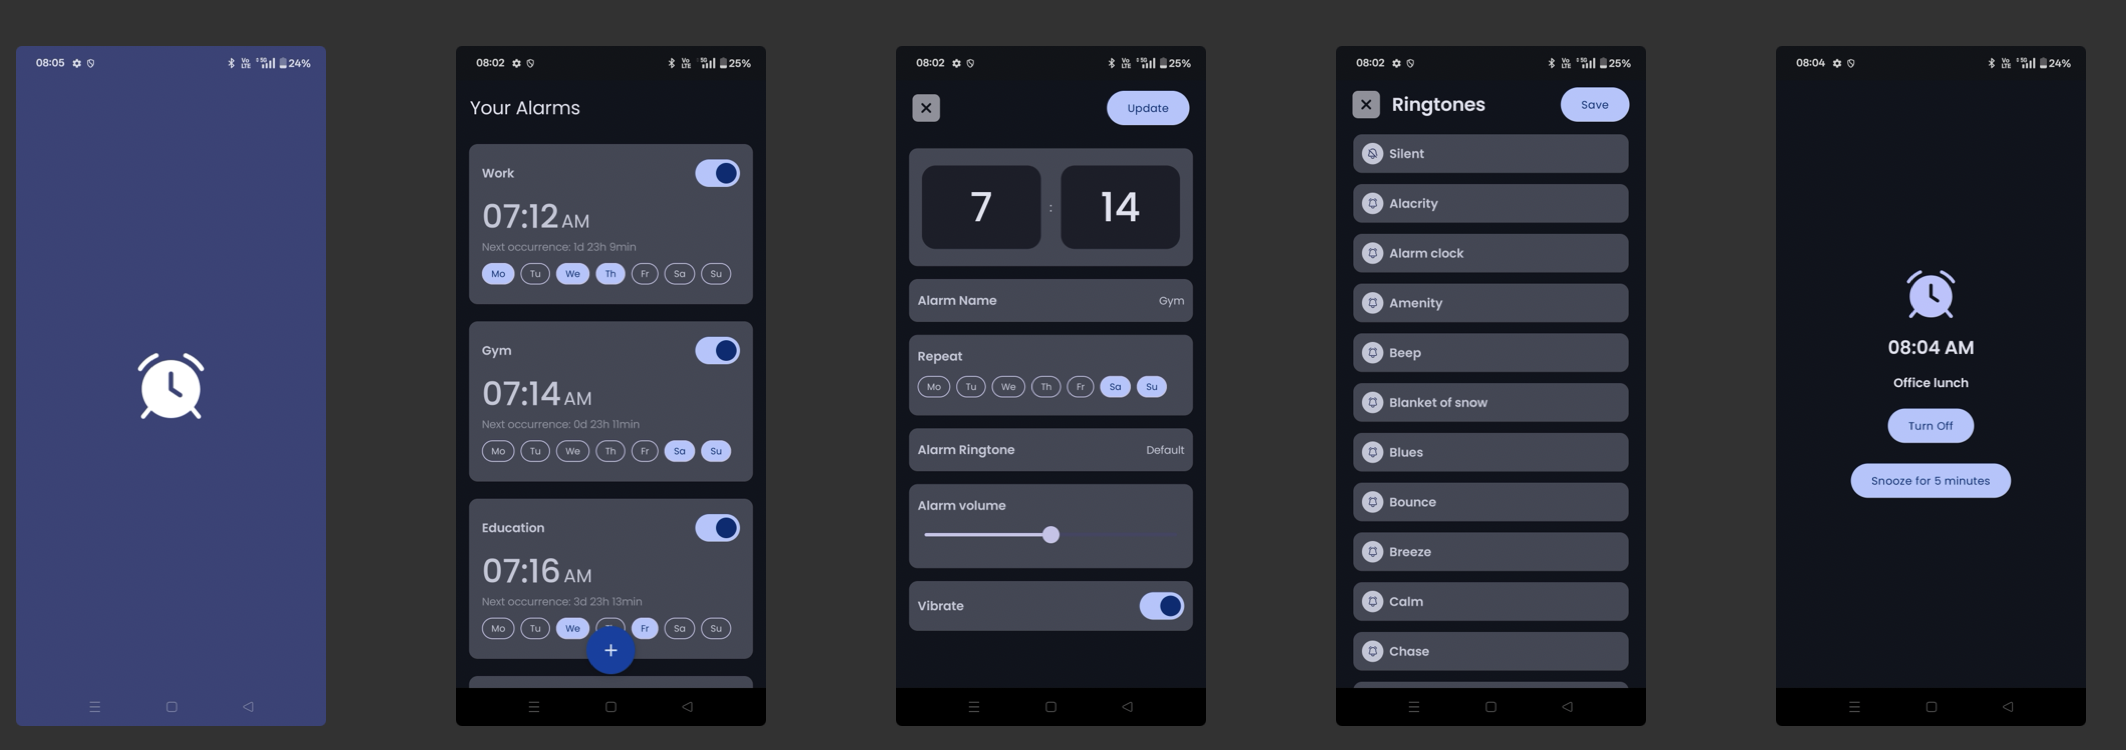 08:05
24%
08:02
25%
Your Alarms
Work
07:12 AM
Next occurrence: 1d 23h 9min
Mo Tu We Th Fr Sa Su
Gym
07:14 AM
Next occurrence: 0d 23h 11min
Mo Tu We Th Fr Sa Su
Education
07:16 AM
Next occurrence: 3d 23h 13min
Mo Tu We Fr Sa Su
+
08:02
25%
Update
7 : 14
Alarm Name Gym
Repeat
Mo Tu We Th Fr Sa Su
Alarm Ringtone Default
Alarm volume
Vibrate
08:02
25%
Ringtones Save
Silent
Alacrity
Alarm clock
Amenity
Beep
Blanket of snow
Blues
Bounce
Breeze
Calm
Chase
08:04
24%
08:04 AM
Office lunch
Turn Off
Snooze for 5 minutes